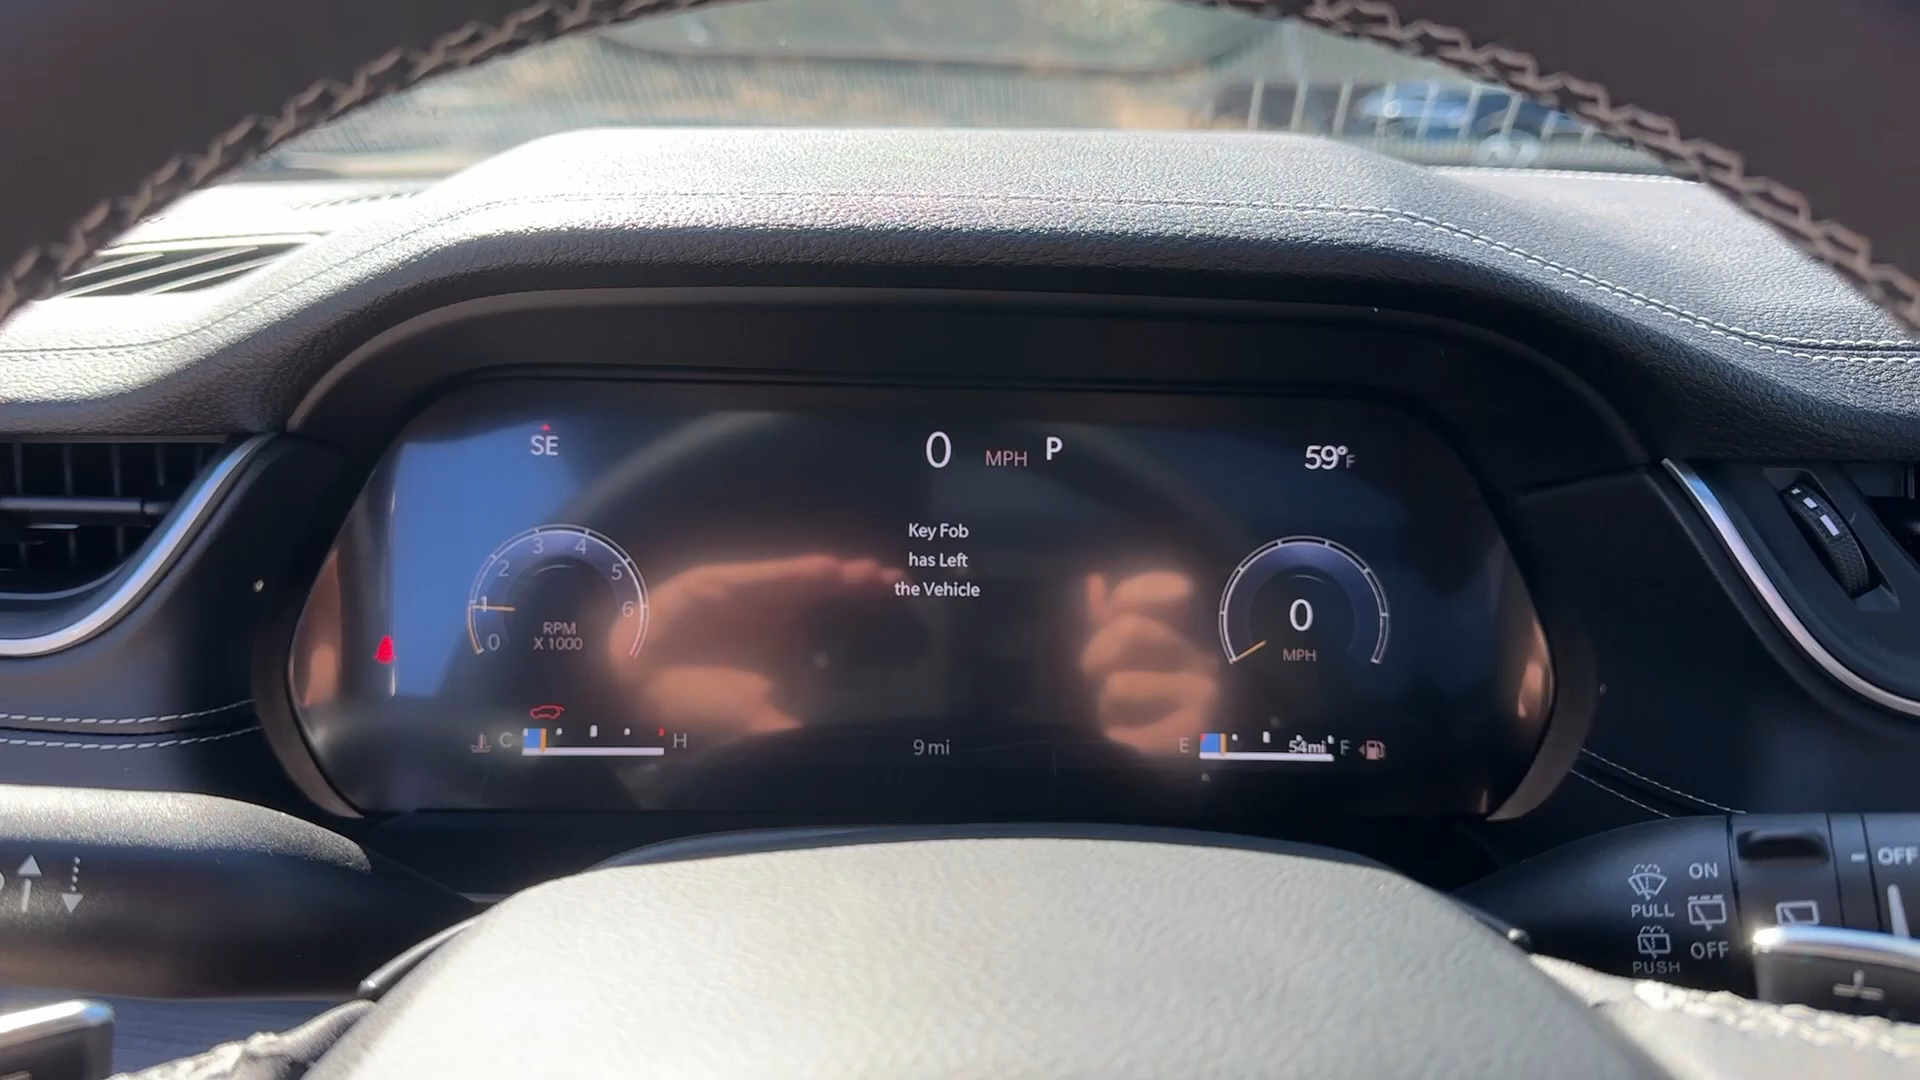 SE
0 MPH P
59°F
Key Fob
has Left
the Vehicle
0 1 2 3 4 5 6
RPM
X 1000
0
MPH
C H
9 mi
E 54mi F
ON
PULL
OFF
PUSH
OFF